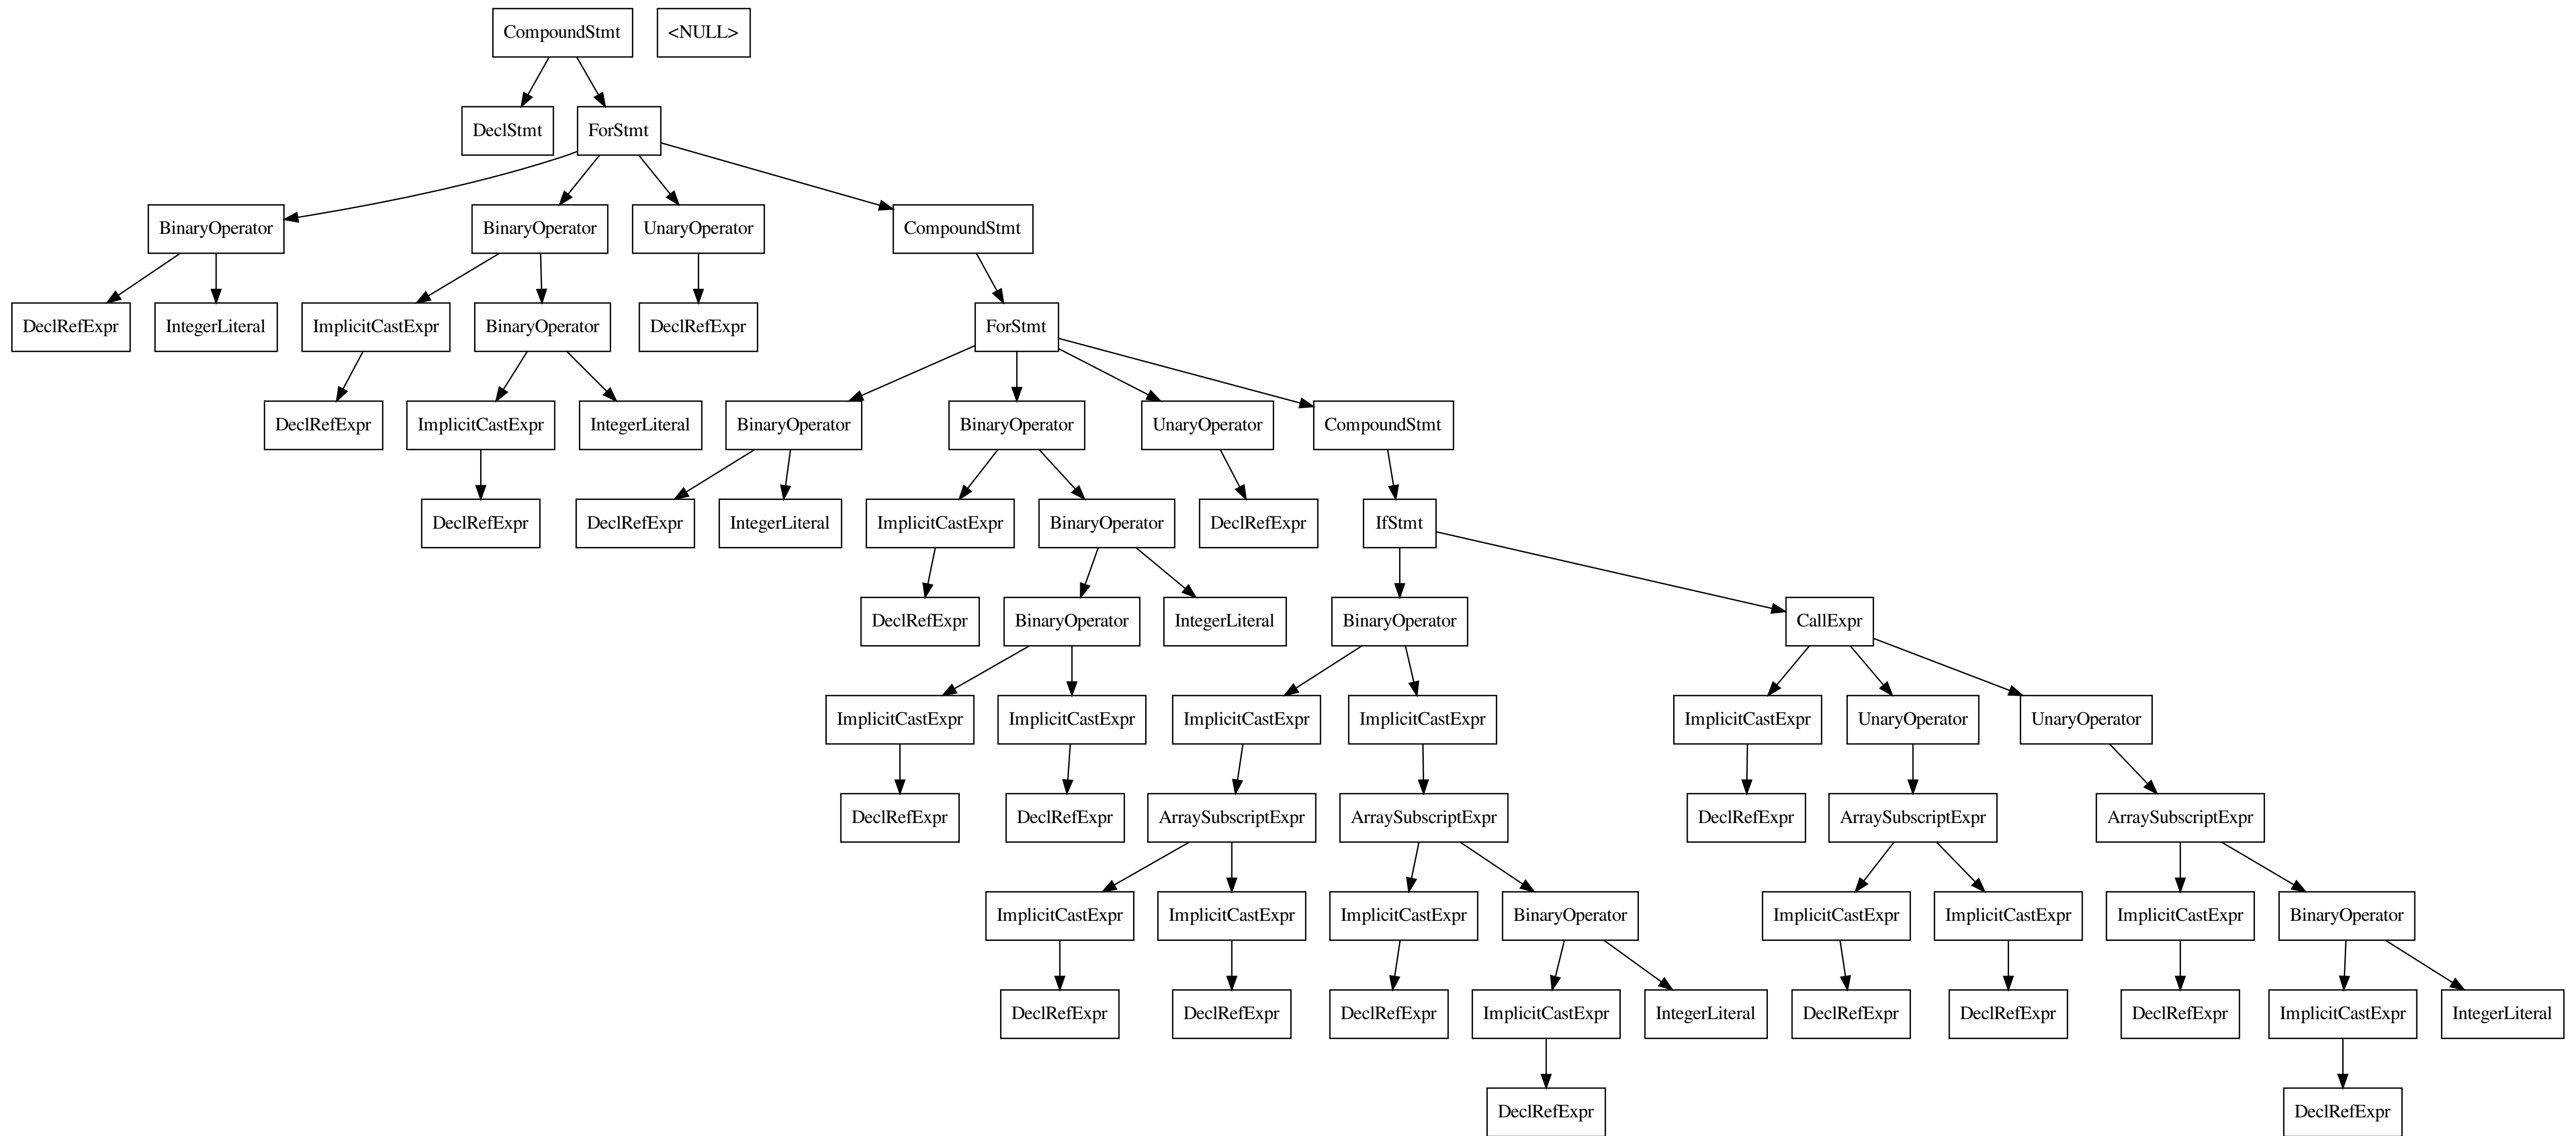 CompoundStmt <NULL>
DeclStmt ForStmt
BinaryOperator BinaryOperator UnaryOperator CompoundStmt
DeclRefExpr IntegerLiteral ImplicitCastExpr BinaryOperator DeclRefExpr ForStmt
DeclRefExpr ImplicitCastExpr IntegerLiteral BinaryOperator BinaryOperator UnaryOperator CompoundStmt
DeclRefExpr DeclRefExpr IntegerLiteral ImplicitCastExpr BinaryOperator DeclRefExpr IfStmt
DeclRefExpr BinaryOperator IntegerLiteral BinaryOperator CallExpr
ImplicitCastExpr ImplicitCastExpr ImplicitCastExpr ImplicitCastExpr ImplicitCastExpr UnaryOperator UnaryOperator
DeclRefExpr DeclRefExpr ArraySubscriptExpr ArraySubscriptExpr DeclRefExpr ArraySubscriptExpr ArraySubscriptExpr
ImplicitCastExpr ImplicitCastExpr ImplicitCastExpr BinaryOperator ImplicitCastExpr ImplicitCastExpr ImplicitCastExpr BinaryOperator
DeclRefExpr DeclRefExpr DeclRefExpr ImplicitCastExpr IntegerLiteral DeclRefExpr DeclRefExpr DeclRefExpr ImplicitCastExpr IntegerLiteral
DeclRefExpr DeclRefExpr